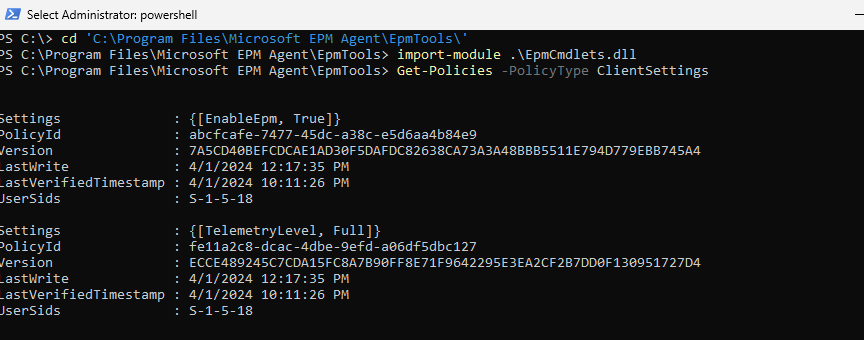 Select Administrator: powershell
PS C:\> cd 'C:\Program Files\Microsoft EPM Agent\EpmTools\'
PS C:\Program Files\Microsoft EPM Agent\EpmTools> import-module .\EpmCmdlets.dll
PS C:\Program Files\Microsoft EPM Agent\EpmTools> Get-Policies -PolicyType ClientSettings
Settings : {[EnableEpm, True]}
PolicyId : abcfcafe-7477-45dc-a38c-e5d6aa4b84e9
Version : 7A5CD40BEFCDCAE1AD30F5DAFDC82638CA73A3A48BBB5511E794D779EBB745A4
LastWrite : 4/1/2024 12:17:35 PM
LastVerifiedTimestamp : 4/1/2024 10:11:26 PM
UserSids : S-1-5-18
Settings : {[TelemetryLevel, Full]}
PolicyId : fe11a2c8-dcac-4dbe-9efd-a06df5dbc127
Version : ECCE489245C7CDA15FC8A7B90FF8E71F9642295E3EA2CF2B7DD0F130951727D4
LastWrite : 4/1/2024 12:17:35 PM
LastVerifiedTimestamp : 4/1/2024 10:11:26 PM
UserSids : S-1-5-18